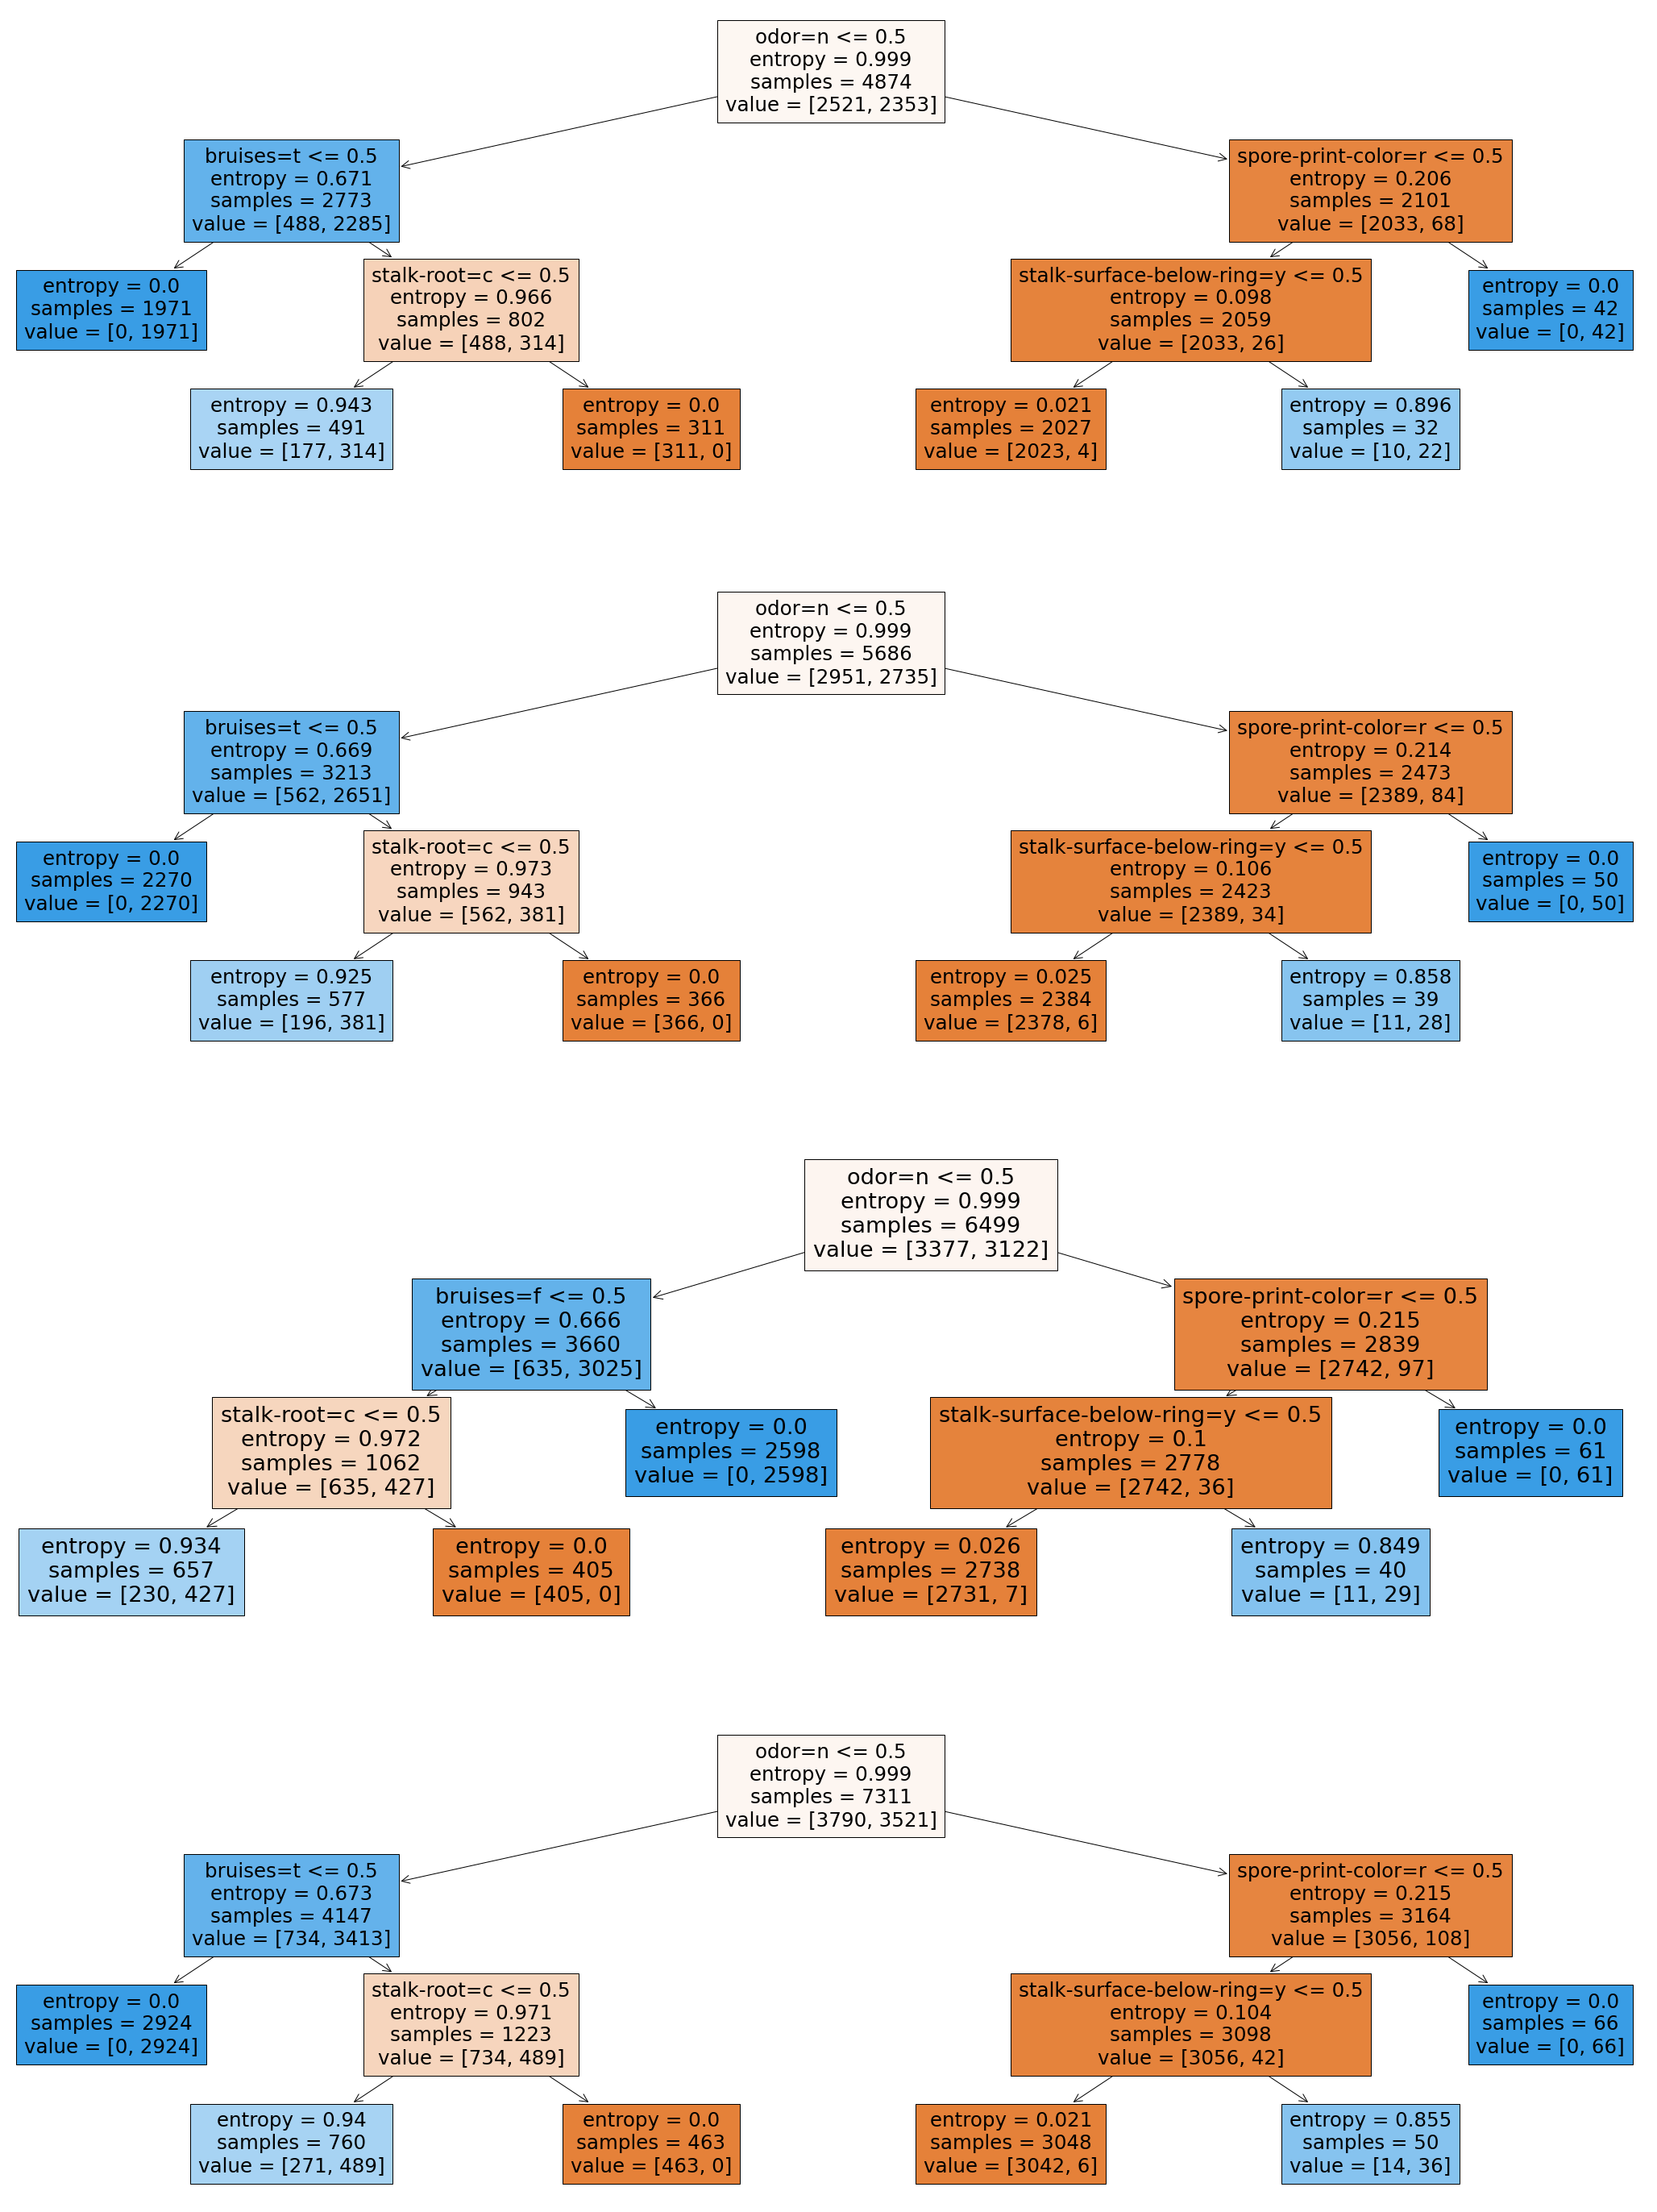 odor=n <= 0.5
entropy = 0.999
samples = 4874
value = [2521, 2353]
bruises=t <= 0.5
entropy = 0.671
samples = 2773
value = [488, 2285]
spore-print-color=r <= 0.5
entropy = 0.206
samples = 2101
value = [2033, 68]
entropy = 0.0
samples = 1971
value = [0, 1971]
stalk-root=c <= 0.5
entropy = 0.966
samples = 802
value = [488, 314]
stalk-surface-below-ring=y <= 0.5
entropy = 0.098
samples = 2059
value = [2033, 26]
entropy = 0.0
samples = 42
value = [0, 42]
entropy = 0.943
samples = 491
value = [177, 314]
entropy = 0.0
samples = 311
value = [311, 0]
entropy = 0.021
samples = 2027
value = [2023, 4]
entropy = 0.896
samples = 32
value = [10, 22]
odor=n <= 0.5
entropy = 0.999
samples = 5686
value = [2951, 2735]
bruises=t <= 0.5
entropy = 0.669
samples = 3213
value = [562, 2651]
spore-print-color=r <= 0.5
entropy = 0.214
samples = 2473
value = [2389, 84]
entropy = 0.0
samples = 2270
value = [0, 2270]
stalk-root=c <= 0.5
entropy = 0.973
samples = 943
value = [562, 381]
stalk-surface-below-ring=y <= 0.5
entropy = 0.106
samples = 2423
value = [2389, 34]
entropy = 0.0
samples = 50
value = [0, 50]
entropy = 0.925
samples = 577
value = [196, 381]
entropy = 0.0
samples = 366
value = [366, 0]
entropy = 0.025
samples = 2384
value = [2378, 6]
entropy = 0.858
samples = 39
value = [11, 28]
odor=n <= 0.5
entropy = 0.999
samples = 6499
value = [3377, 3122]
bruises=f <= 0.5
entropy = 0.666
samples = 3660
value = [635, 3025]
spore-print-color=r <= 0.5
entropy = 0.215
samples = 2839
value = [2742, 97]
stalk-root=c <= 0.5
entropy = 0.972
samples = 1062
value = [635, 427]
entropy = 0.0
samples = 2598
value = [0, 2598]
stalk-surface-below-ring=y <= 0.5
entropy = 0.1
samples = 2778
value = [2742, 36]
entropy = 0.0
samples = 61
value = [0, 61]
entropy = 0.934
samples = 657
value = [230, 427]
entropy = 0.0
samples = 405
value = [405, 0]
entropy = 0.026
samples = 2738
value = [2731, 7]
entropy = 0.849
samples = 40
value = [11, 29]
odor=n <= 0.5
entropy = 0.999
samples = 7311
value = [3790, 3521]
bruises=t <= 0.5
entropy = 0.673
samples = 4147
value = [734, 3413]
spore-print-color=r <= 0.5
entropy = 0.215
samples = 3164
value = [3056, 108]
entropy = 0.0
samples = 2924
value = [0, 2924]
stalk-root=c <= 0.5
entropy = 0.971
samples = 1223
value = [734, 489]
stalk-surface-below-ring=y <= 0.5
entropy = 0.104
samples = 3098
value = [3056, 42]
entropy = 0.0
samples = 66
value = [0, 66]
entropy = 0.94
samples = 760
value = [271, 489]
entropy = 0.0
samples = 463
value = [463, 0]
entropy = 0.021
samples = 3048
value = [3042, 6]
entropy = 0.855
samples = 50
value = [14, 36]